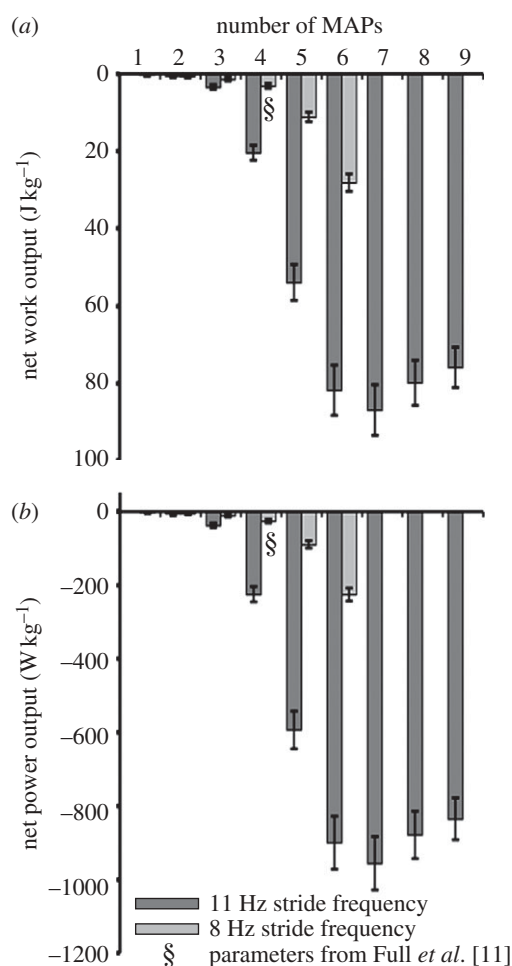 (a) number of MAPs
1 2 3 4 5 6 7 8 9
0
20
40
60
80
100
net work output (J kg−1)
§
(b)
0
−200
−400
−600
−800
−1000
−1200
net power output (W kg−1)
§
11 Hz stride frequency
8 Hz stride frequency
§ parameters from Full et al. [11]